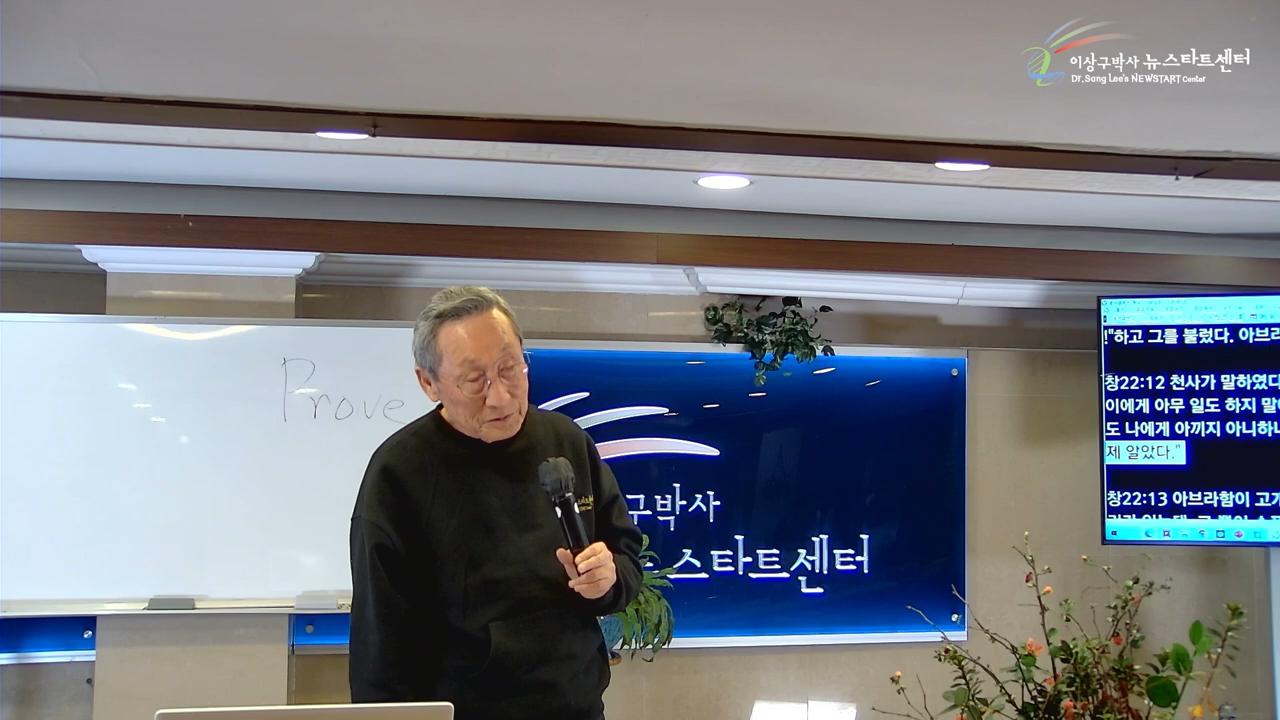 이상구박사 뉴스타트센터
Dr. Sang Lee's NEWSTART Center
Prove
구박사
스타트센터
!"하고 그를 불렀다. 아브라
창22:12 천사가 말하였다
이에게 아무 일도 하지 말
도 나에게 아끼지 아니하니
제 알았다."
창22:13 아브라함이 고개